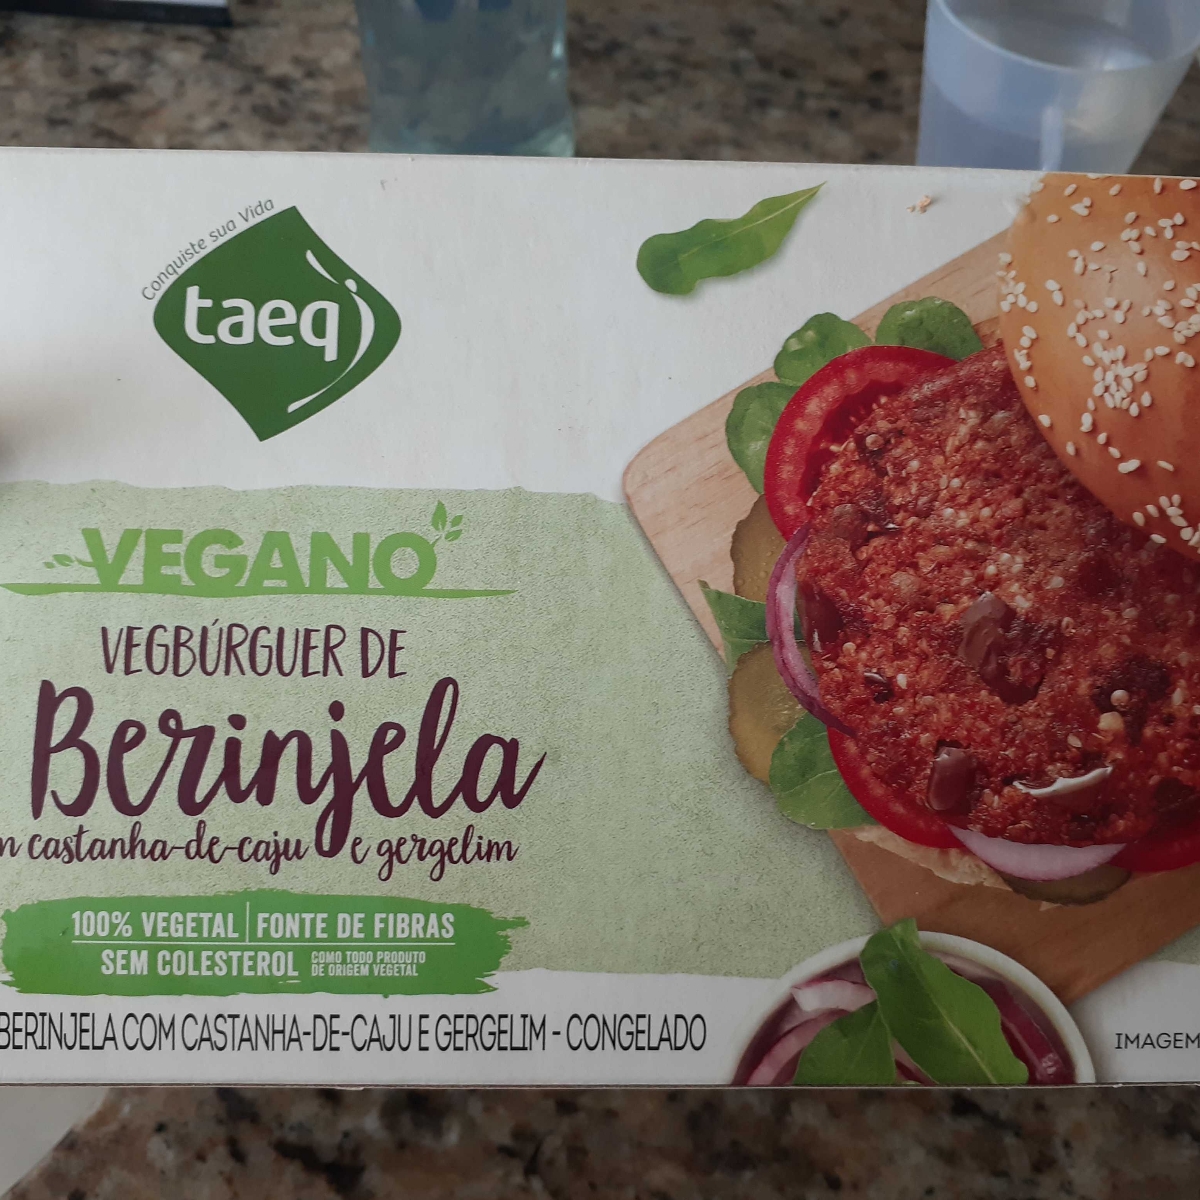 Conquiste sua Vida
taeq
VEGANO
VEGBÚRGUER DE
Berinjela
castanha-de-caju e gergelim
100% VEGETAL FONTE DE FIBRAS
SEM COLESTEROL COMO TODO PRODUTO
DE ORIGEM VEGETAL
BERINJELA COM CASTANHA-DE-CAJU E GERGELIM - CONGELADO
IMAGEM